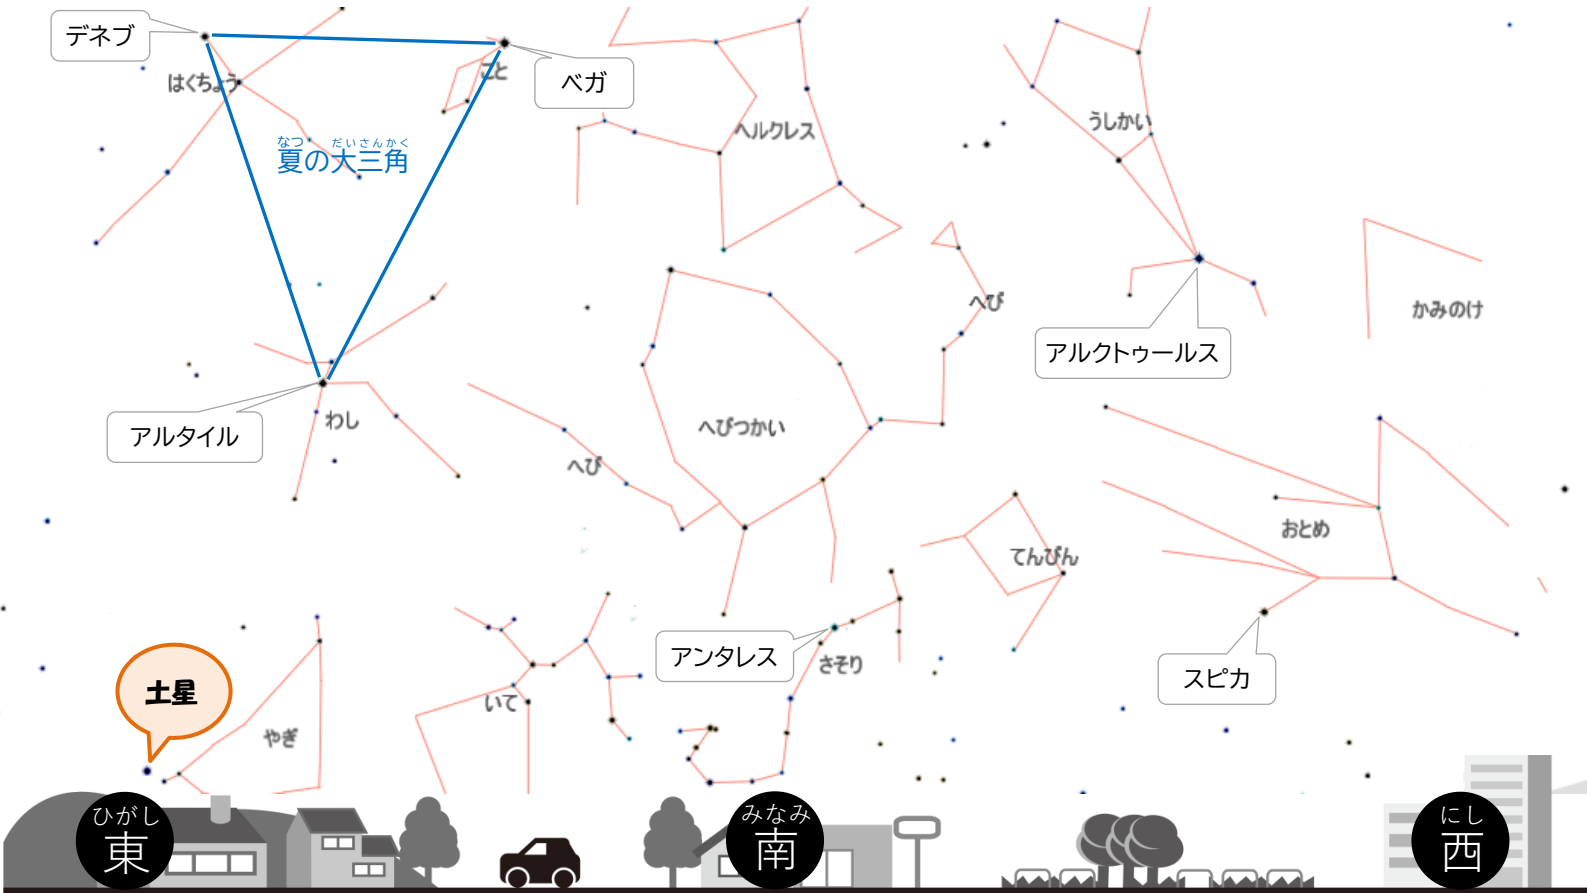 デネブ
はくちょう
こと
ベガ
ヘルクレス
うしかい
なつ だいさんかく
夏の大三角
へび
かみのけ
アルクトゥールス
アルタイル
わし
へびつかい
へび
おとめ
てんびん
アンタレス
さそり
スピカ
土星
いて
やぎ
ひがし
東
みなみ
南
にし
西